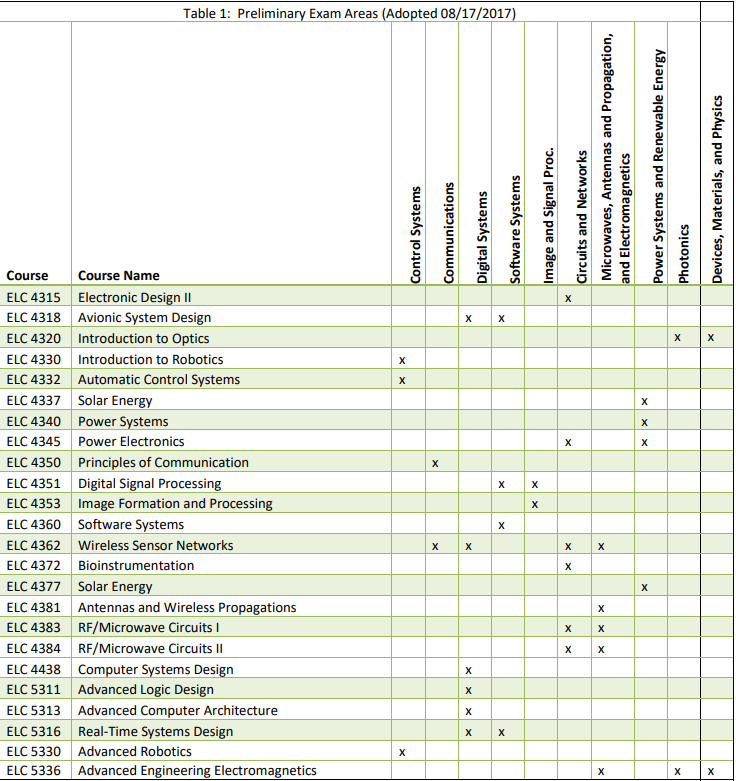 Table 1:  Preliminary Exam Areas (Adopted 08/17/2017)
Course Course Name Control Systems Communications Digital Systems Software Systems Image and Signal Proc. Circuits and Networks Microwaves, Antennas and Propagation, and Electromagnetics Power Systems and Renewable Energy Photonics Devices, Materials, and Physics
ELC 4315 Electronic Design II x
ELC 4318 Avionic System Design x x
ELC 4320 Introduction to Optics x x
ELC 4330 Introduction to Robotics x
ELC 4332 Automatic Control Systems x
ELC 4337 Solar Energy x
ELC 4340 Power Systems x
ELC 4345 Power Electronics x x
ELC 4350 Principles of Communication x
ELC 4351 Digital Signal Processing x x
ELC 4353 Image Formation and Processing x
ELC 4360 Software Systems x
ELC 4362 Wireless Sensor Networks x x x x
ELC 4372 Bioinstrumentation x
ELC 4377 Solar Energy x
ELC 4381 Antennas and Wireless Propagations x
ELC 4383 RF/Microwave Circuits I x x
ELC 4384 RF/Microwave Circuits II x x
ELC 4438 Computer Systems Design x
ELC 5311 Advanced Logic Design x
ELC 5313 Advanced Computer Architecture x
ELC 5316 Real-Time Systems Design x x
ELC 5330 Advanced Robotics x
ELC 5336 Advanced Engineering Electromagnetics x x x